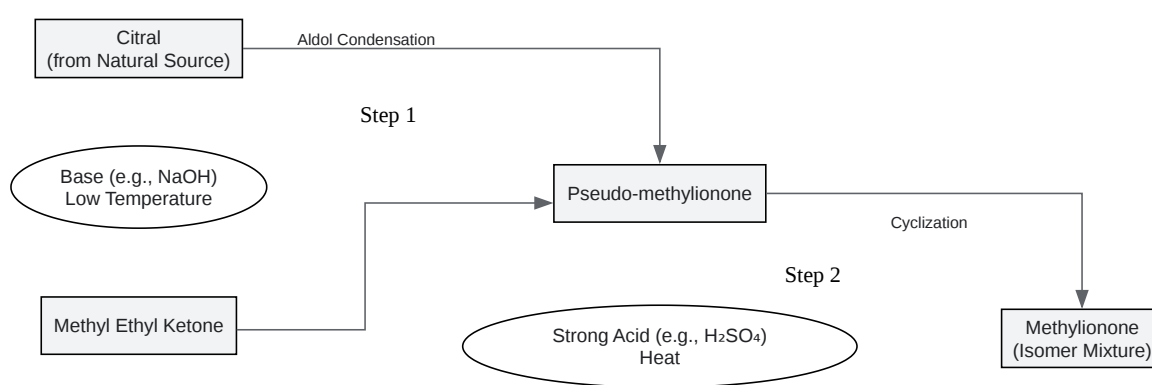 Citral
(from Natural Source)
Aldol Condensation
Step 1
Base (e.g., NaOH)
Low Temperature
Pseudo-methylionone
Cyclization
Step 2
Methyl Ethyl Ketone
Strong Acid (e.g., H₂SO₄)
Heat
Methylionone
(Isomer Mixture)